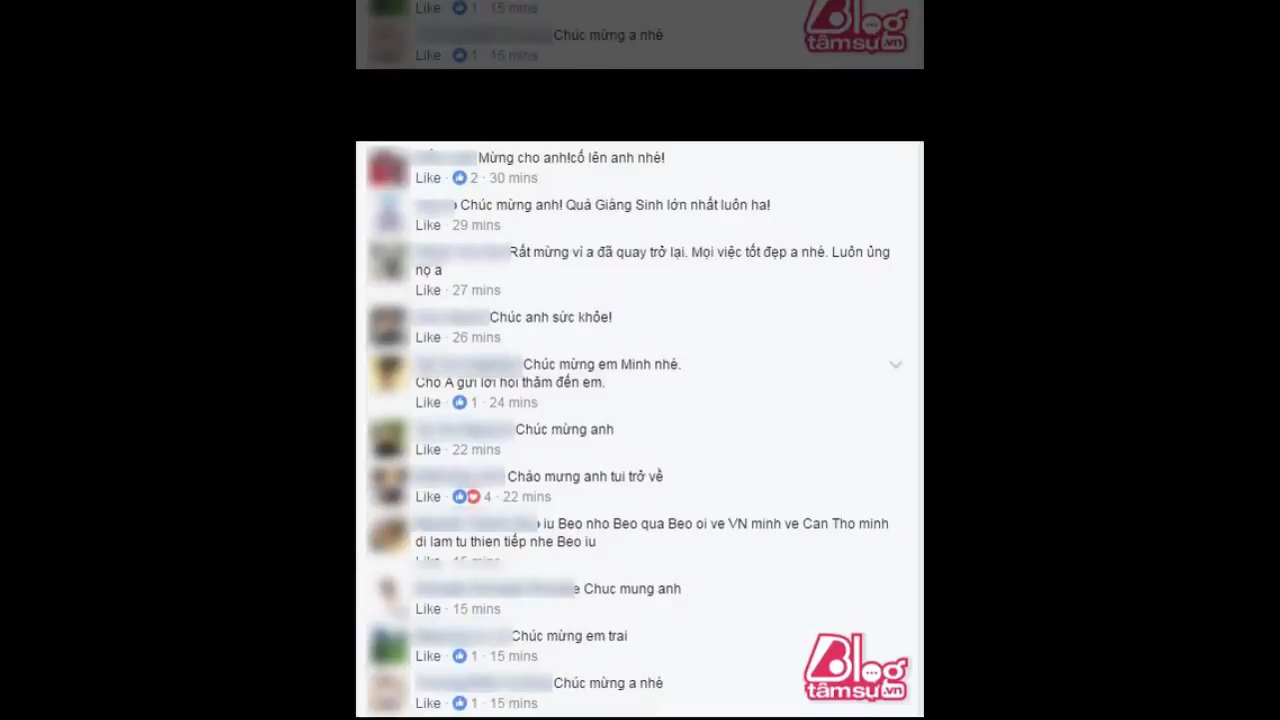 Like · 1 · 15 mins
Chúc mừng a nhé
Like · 1 · 15 mins
Blog
tâmsự.vn
Mừng cho anh!cố lên anh nhé!
Like · 2 · 30 mins
Chúc mừng anh! Quà Giáng Sinh lớn nhất luôn ha!
Like · 29 mins
Rất mừng vì a đã quay trở lại. Mọi việc tốt đẹp a nhé. Luôn ủng
nọ a
Like · 27 mins
Chúc anh sức khỏe!
Like · 26 mins
Chúc mừng em Minh nhé.
Cho A gửi lời hỏi thăm đến em.
Like · 1 · 24 mins
Chúc mừng anh
Like · 22 mins
Chào mưng anh tui trở về
Like · 4 · 22 mins
iu Beo nho Beo qua Beo oi ve VN minh ve Can Tho minh
di lam tu thien tiếp nhe Beo iu
Like · 15 mins
Chuc mung anh
Like · 15 mins
Chúc mừng em trai
Like · 1 · 15 mins
Chúc mừng a nhé
Like · 1 · 15 mins
Blog
tâmsự.vn